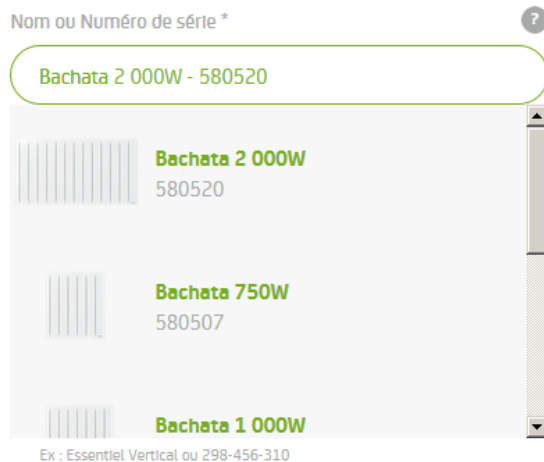 Nom ou Numéro de série *
?
Bachata 2 000W - 580520
Bachata 2 000W
580520
Bachata 750W
580507
Bachata 1 000W
Ex : Essentiel Vertical ou 298-456-310